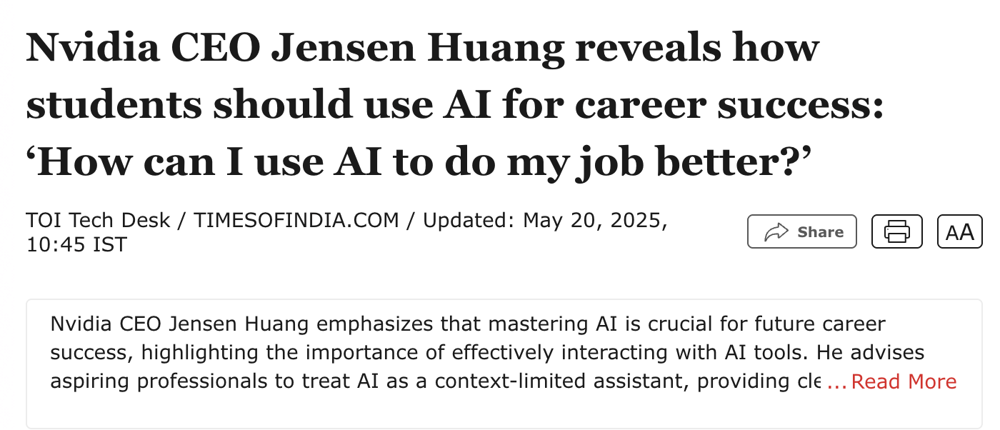 Nvidia CEO Jensen Huang reveals how
students should use AI for career success:
‘How can I use AI to do my job better?’
TOI Tech Desk / TIMESOFINDIA.COM / Updated: May 20, 2025,
10:45 IST
Share
AA
Nvidia CEO Jensen Huang emphasizes that mastering AI is crucial for future career
success, highlighting the importance of effectively interacting with AI tools. He advises
aspiring professionals to treat AI as a context-limited assistant, providing cle ... Read More